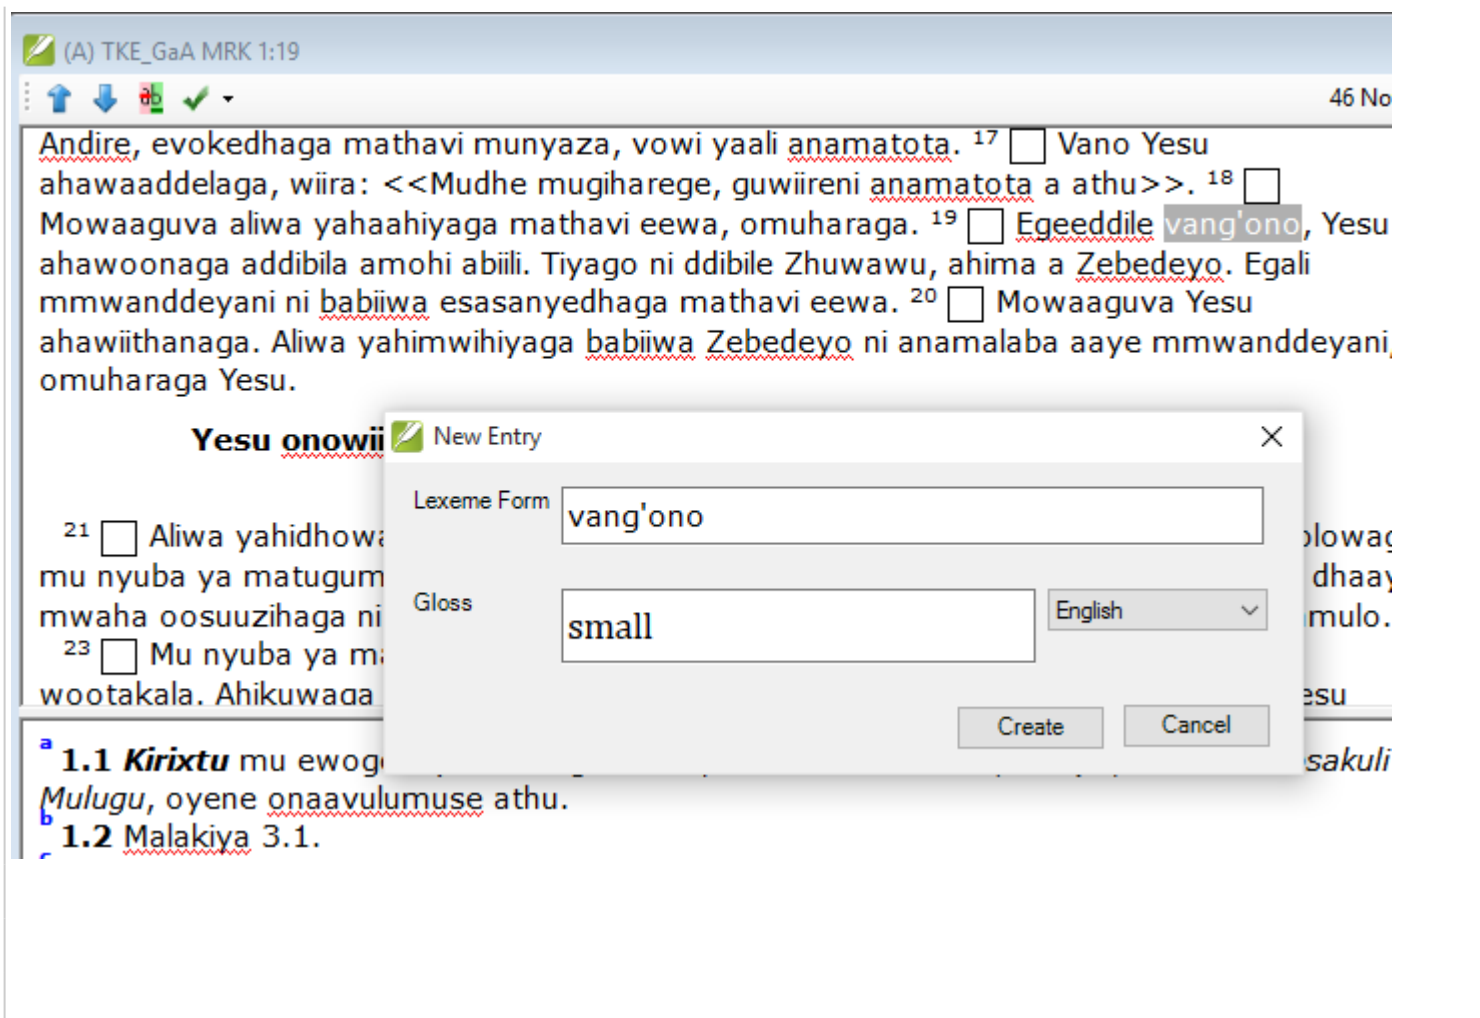 (A) TKE_GaA MRK 1:19
46 No
Andire, evokedhaga mathavi munyaza, vowi yaali anamatota. 17 Vano Yesu
ahawaaddelaga, wiira: <<Mudhe mugiharege, guwiireni anamatota a athu>>. 18
Mowaaguva aliwa yahaahiyaga mathavi eewa, omuharaga. 19 Egeeddile vang'ono, Yesu
ahawoonaga addibila amohi abiili. Tiyago ni ddibile Zhuwawu, ahima a Zebedeyo. Egali
mmwanddeyani ni babiiwa esasanyedhaga mathavi eewa. 20 Mowaaguva Yesu
ahawiithanaga. Aliwa yahimwihiyaga babiiwa Zebedeyo ni anamalaba aaye mmwanddeyani,
omuharaga Yesu.
Yesu onowii
New Entry
Lexeme Form vang'ono
Gloss small English
Create Cancel
21 Aliwa yahidhowa
mu nyuba ya matugum dhaay
mwaha oosuuzihaga ni mulo.
23 Mu nyuba ya ma
wootakala. Ahikuwaga esu
a 1.1 Kirixtu mu ewog sakuli
Mulugu, oyene onaavulumuse athu.
b 1.2 Malakiya 3.1.